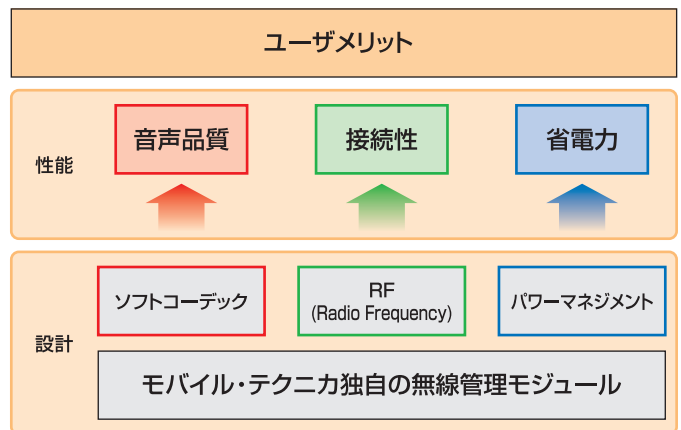 ユーザメリット
性能
音声品質
接続性
省電力
設計
ソフトコーデック
RF
(Radio Frequency)
パワーマネジメント
モバイル・テクニカ独自の無線管理モジュール